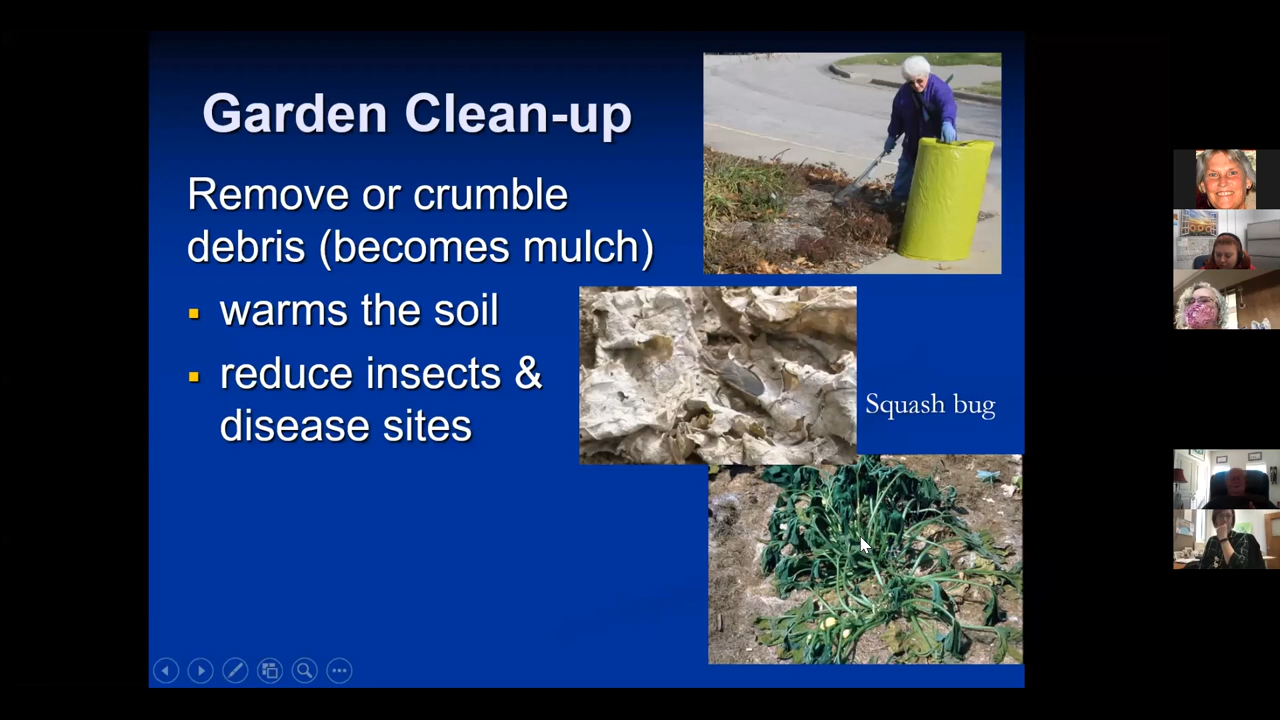 Garden Clean-up
Remove or crumble
debris (becomes mulch)
warms the soil
reduce insects &
disease sites
Squash bug